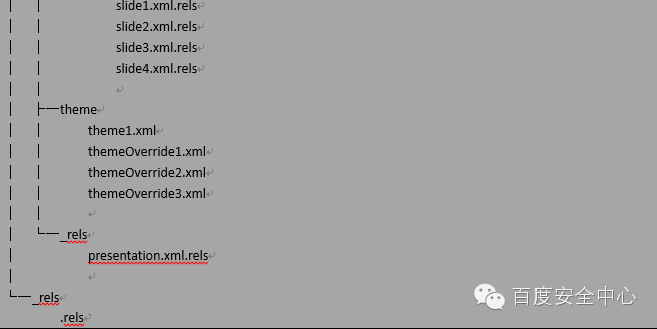 slide1.xml.rels
slide2.xml.rels
slide3.xml.rels
slide4.xml.rels
theme
theme1.xml
themeOverride1.xml
themeOverride2.xml
themeOverride3.xml
_rels
presentation.xml.rels
_rels
百度安全中心
.rels